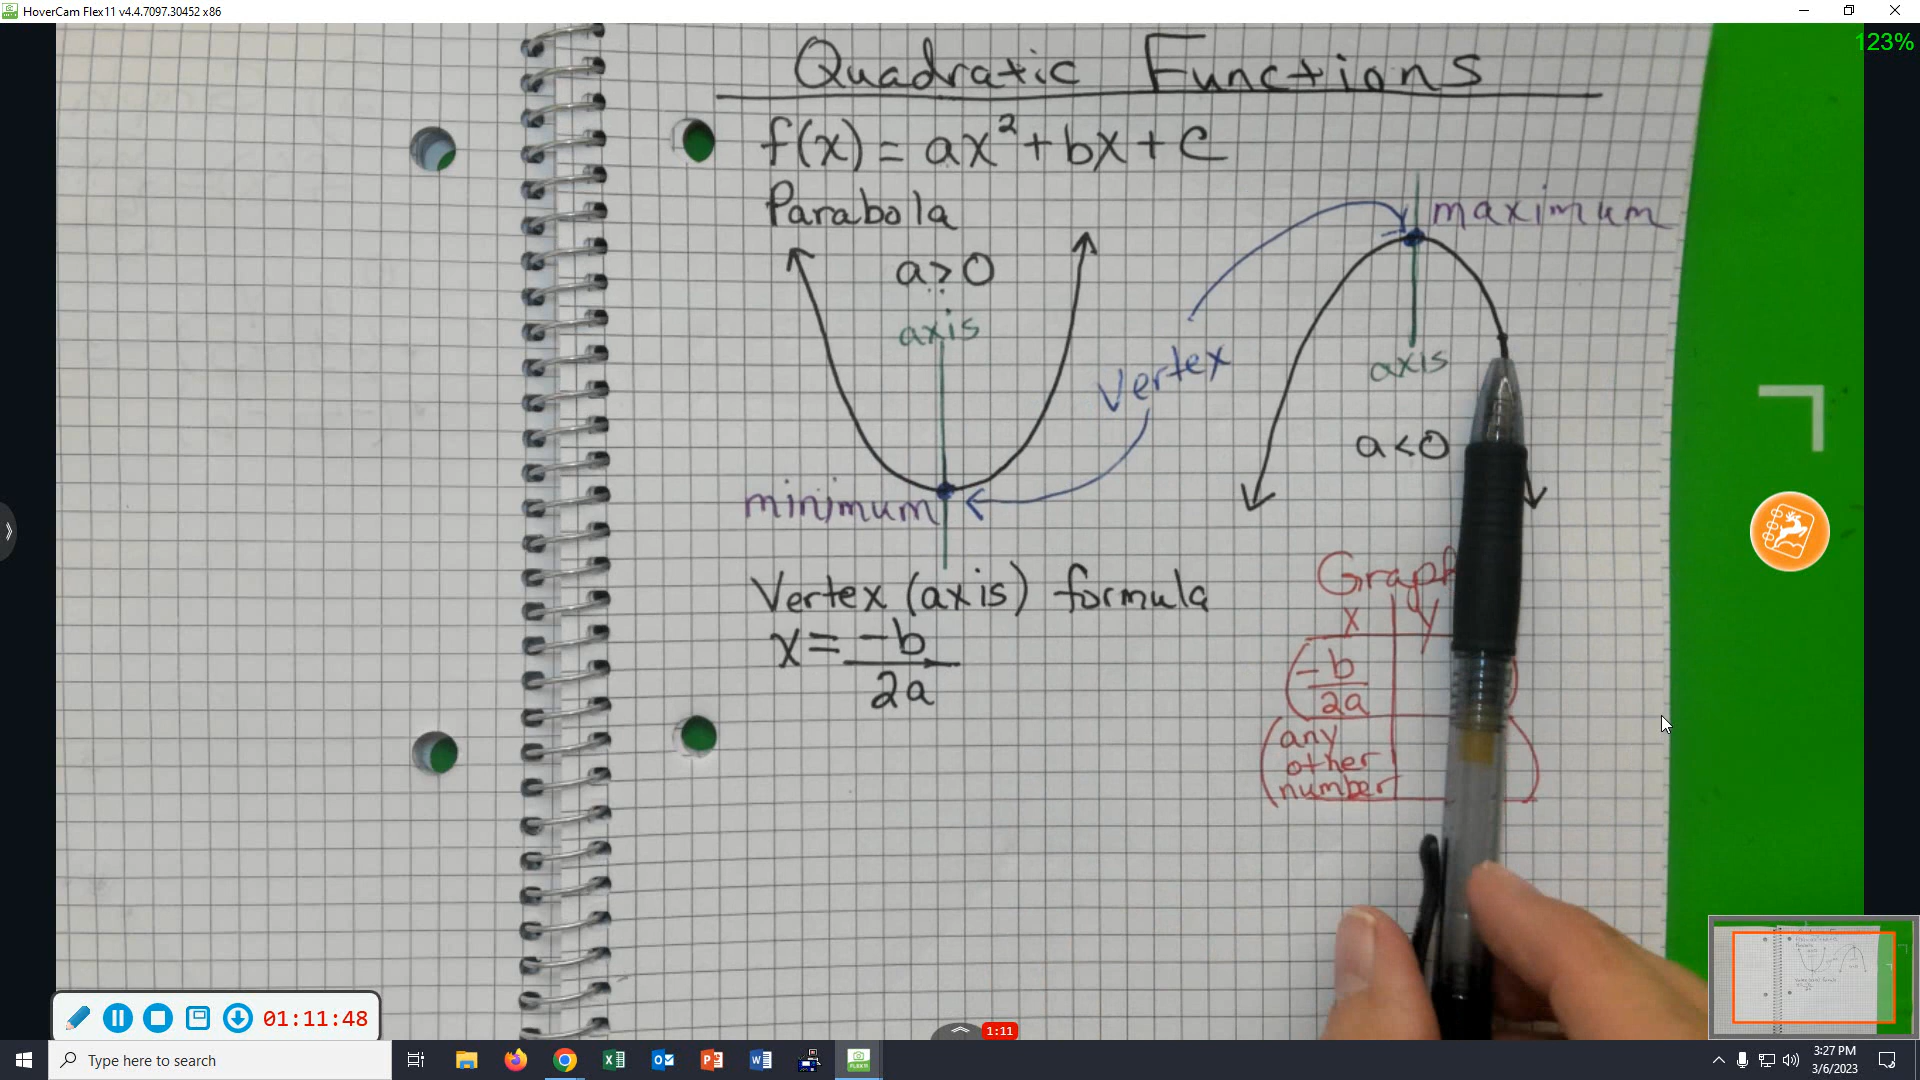 HoverCam Flex11 v4.4.7097.30452 x86
123%
Quadratic Functions
f(x) = ax²+bx+c
Parabola
maximum
a>0
axis
Vertex
axis
a<0
minimum
Vertex (axis) formula
x = -b
2a
Graph
x y
-b
2a
any
other
number
01:11:48
1:11
Type here to search
3:27 PM
3/6/2023